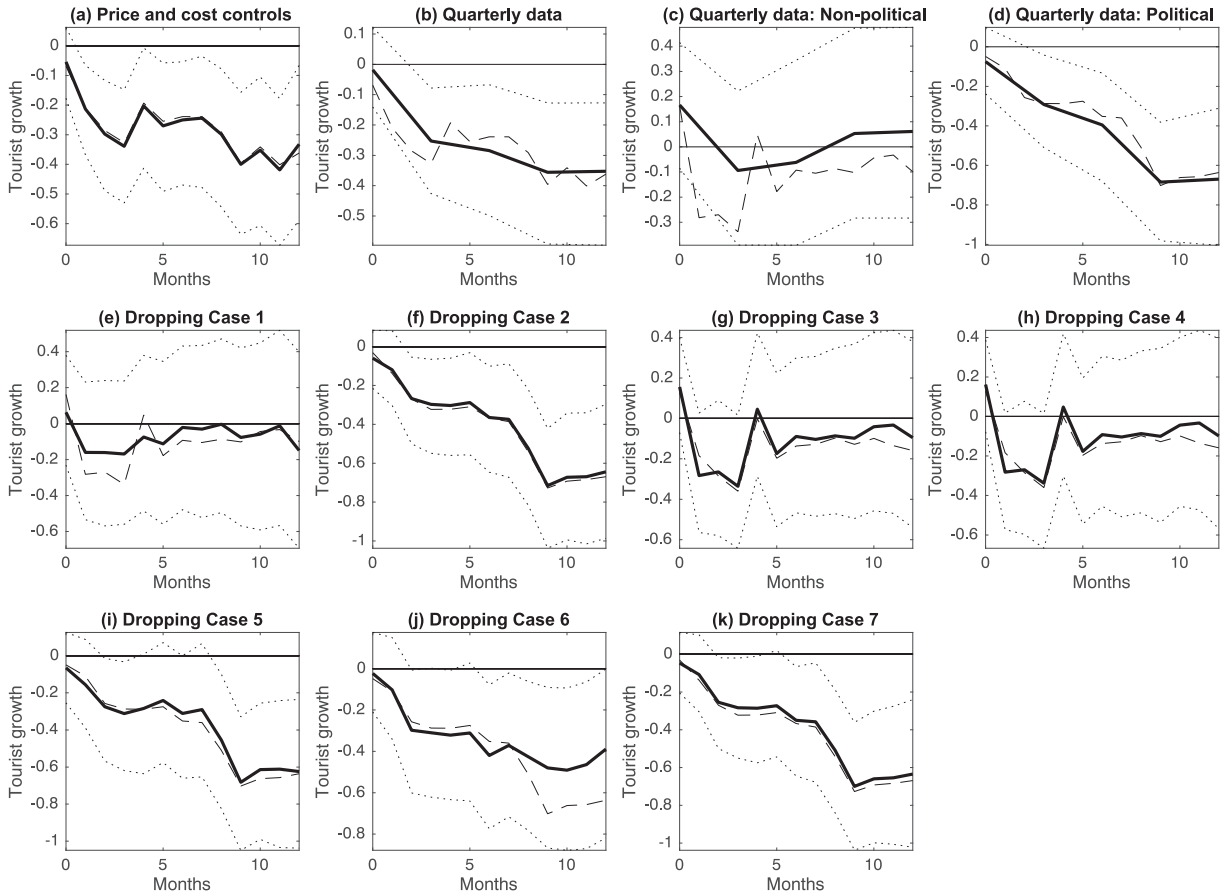 (a) Price and cost controls
(b) Quarterly data
(c) Quarterly data: Non-political
(d) Quarterly data: Political
Tourist growth
0
-0.1
-0.2
-0.3
-0.4
-0.5
-0.6
0 5 10
Months
Tourist growth
0.1
0
-0.1
-0.2
-0.3
-0.4
-0.5
0 5 10
Months
Tourist growth
0.4
0.3
0.2
0.1
0
-0.1
-0.2
-0.3
0 5 10
Months
Tourist growth
0
-0.2
-0.4
-0.6
-0.8
-1
0 5 10
Months
(e) Dropping Case 1
(f) Dropping Case 2
(g) Dropping Case 3
(h) Dropping Case 4
Tourist growth
0.4
0.2
0
-0.2
-0.4
-0.6
0 5 10
Months
Tourist growth
0
-0.2
-0.4
-0.6
-0.8
-1
0 5 10
Months
Tourist growth
0.4
0.2
0
-0.2
-0.4
-0.6
0 5 10
Months
Tourist growth
0.4
0.2
0
-0.2
-0.4
-0.6
0 5 10
Months
(i) Dropping Case 5
(j) Dropping Case 6
(k) Dropping Case 7
Tourist growth
0
-0.2
-0.4
-0.6
-0.8
-1
0 5 10
Months
Tourist growth
0
-0.2
-0.4
-0.6
-0.8
0 5 10
Months
Tourist growth
0
-0.2
-0.4
-0.6
-0.8
-1
0 5 10
Months